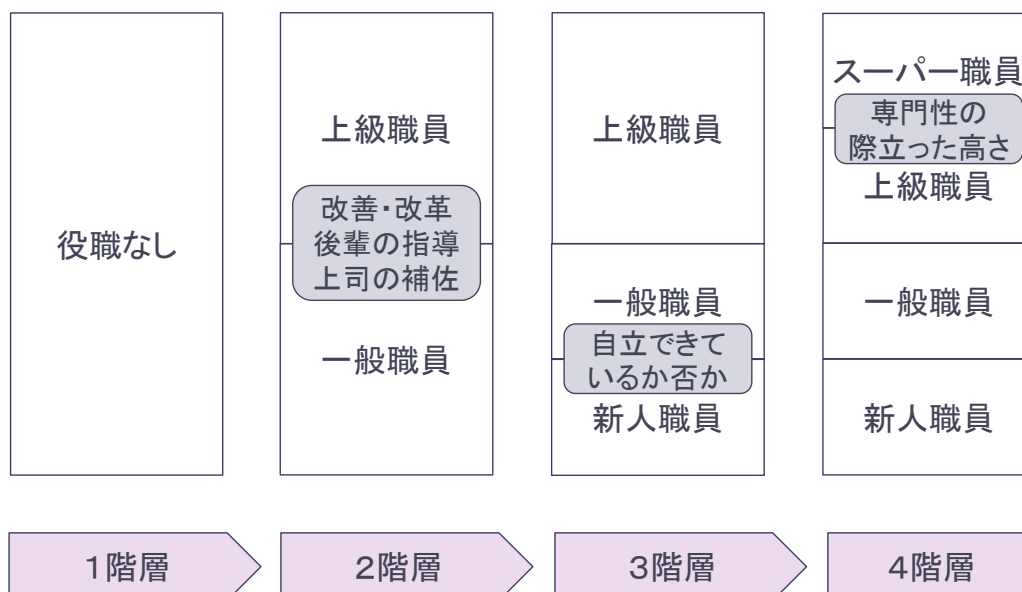 役職なし
上級職員
改善・改革
後輩の指導
上司の補佐
一般職員
上級職員
一般職員
自立できて
いるか否か
新人職員
スーパー職員
専門性の
際立った高さ
上級職員
一般職員
新人職員
1階層
2階層
3階層
4階層